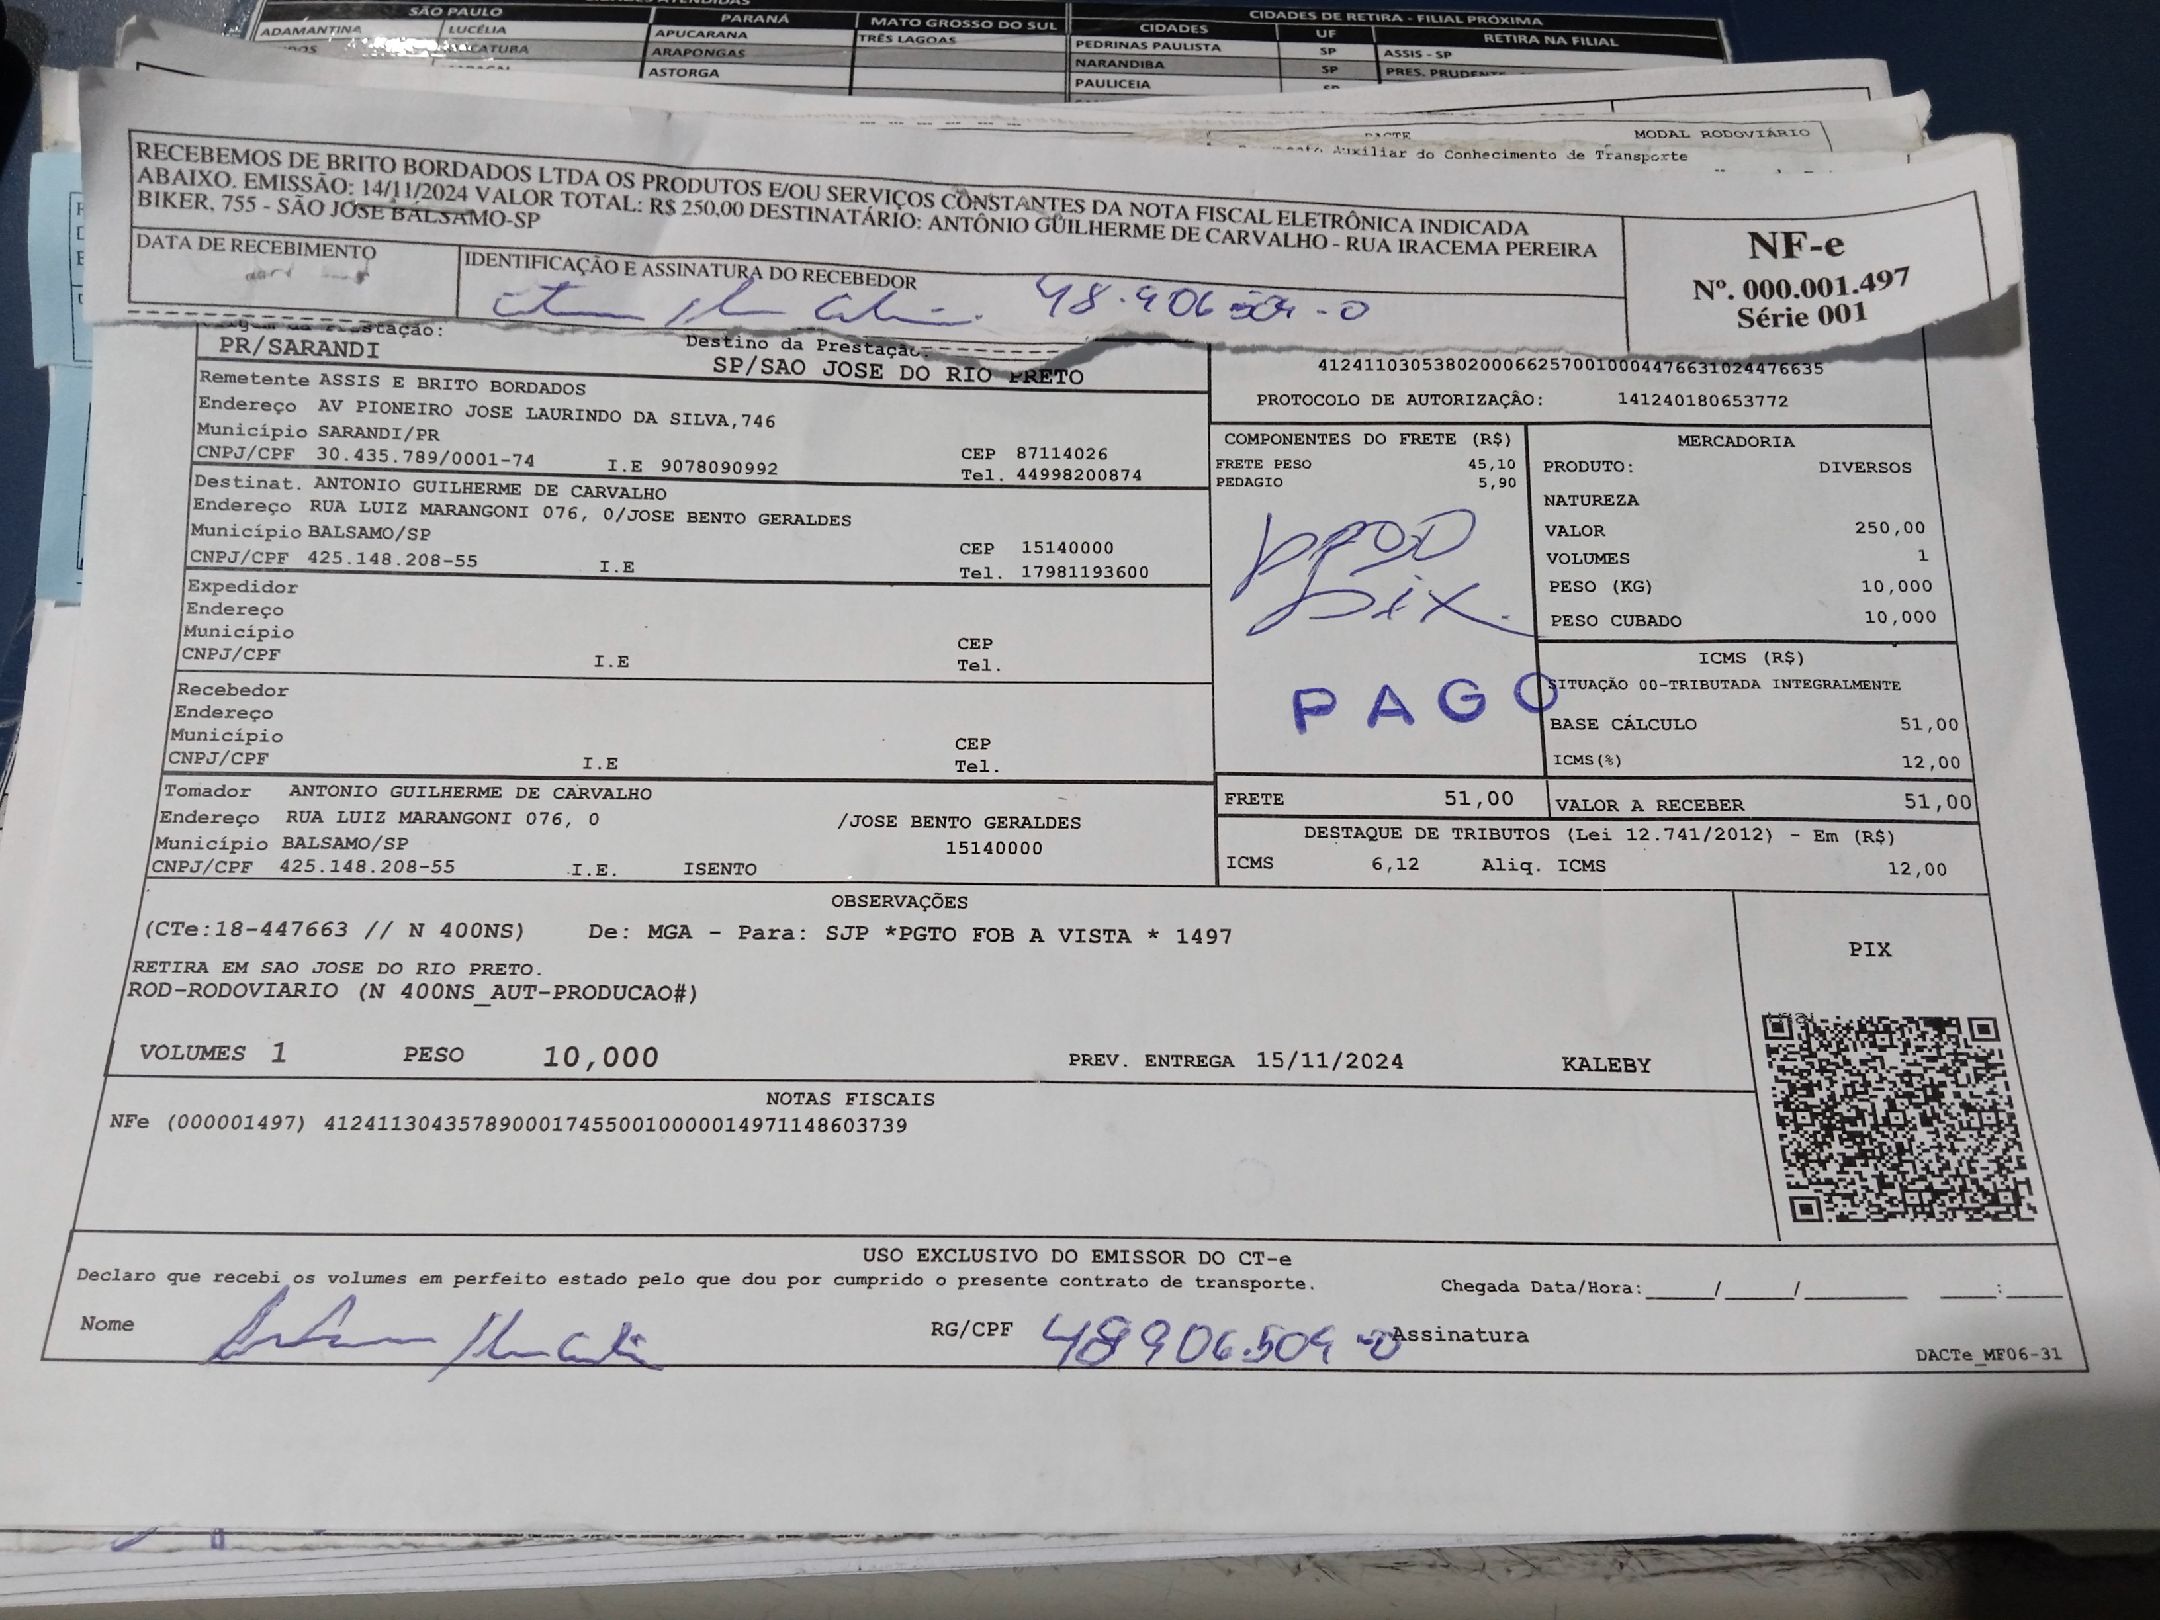 SÃO PAULO PARANÁ MATO GROSSO DO SUL CIDADES DE RETIRA - FILIAL PRÓXIMA
ADAMANTINA LUCÉLIA APUCARANA TRÊS LAGOAS CIDADES UF RETIRA NA FILIAL
ARAPONGAS PEDRINAS PAULISTA SP ASSIS - SP
ASTORGA NARANDIBA SP PRES.
PAULICEIA
MODAL RODOVIÁRIO
Auxiliar do Conhecimento de Transporte
RECEBEMOS DE BRITO BORDADOS LTDA OS PRODUTOS E/OU SERVIÇOS CONSTANTES DA NOTA FISCAL ELETRÔNICA INDICADA
ABAIXO. EMISSÃO: 14/11/2024 VALOR TOTAL: R$ 250,00 DESTINATÁRIO: ANTÔNIO GUILHERME DE CARVALHO - RUA IRACEMA PEREIRA
BIKER, 755 - SÃO JOSE BÁLSAMO-SP
NF-e
Nº. 000.001.497
Série 001
DATA DE RECEBIMENTO
IDENTIFICAÇÃO E ASSINATURA DO RECEBEDOR
48.906.509-0
PR/SARANDI
Destino da Prestação
SP/SAO JOSE DO RIO PRETO
41241103053802000662570010004476631024476635
PROTOCOLO DE AUTORIZAÇÃO: 141240180653772
Remetente ASSIS E BRITO BORDADOS
Endereço AV PIONEIRO JOSE LAURINDO DA SILVA,746
Município SARANDI/PR CEP 87114026
CNPJ/CPF 30.435.789/0001-74 I.E 9078090992 Tel. 44998200874
Destinat. ANTONIO GUILHERME DE CARVALHO
Endereço RUA LUIZ MARANGONI 076, 0/JOSE BENTO GERALDES
Município BALSAMO/SP CEP 15140000
CNPJ/CPF 425.148.208-55 I.E Tel. 17981193600
Expedidor
Endereço
Município CEP
CNPJ/CPF I.E Tel.
Recebedor
Endereço
Município CEP
CNPJ/CPF I.E Tel.
Tomador ANTONIO GUILHERME DE CARVALHO
Endereço RUA LUIZ MARANGONI 076, 0 /JOSE BENTO GERALDES
Município BALSAMO/SP 15140000
CNPJ/CPF 425.148.208-55 I.E. ISENTO
COMPONENTES DO FRETE (R$)
FRETE PESO 45,10
PEDAGIO 5,90
PIX.
PAGO
MERCADORIA
PRODUTO: DIVERSOS
NATUREZA
VALOR 250,00
VOLUMES 1
PESO (KG) 10,000
PESO CUBADO 10,000
ICMS (R$)
SITUAÇÃO 00-TRIBUTADA INTEGRALMENTE
BASE CÁLCULO 51,00
ICMS(%) 12,00
FRETE 51,00 VALOR A RECEBER 51,00
DESTAQUE DE TRIBUTOS (Lei 12.741/2012) - Em (R$)
ICMS 6,12 Aliq. ICMS 12,00
OBSERVAÇÕES
(CTe:18-447663 // N 400NS) De: MGA - Para: SJP *PGTO FOB A VISTA * 1497
RETIRA EM SAO JOSE DO RIO PRETO.
ROD-RODOVIARIO (N 400NS_AUT-PRODUCAO#)
PIX
VOLUMES 1 PESO 10,000 PREV. ENTREGA 15/11/2024 KALEBY
NOTAS FISCAIS
NFe (000001497) 41241130435789000174550010000014971148603739
USO EXCLUSIVO DO EMISSOR DO CT-e
Declaro que recebi os volumes em perfeito estado pelo que dou por cumprido o presente contrato de transporte. Chegada Data/Hora: / / :
Nome RG/CPF 48906.509-0 Assinatura
DACTe_MF06-31